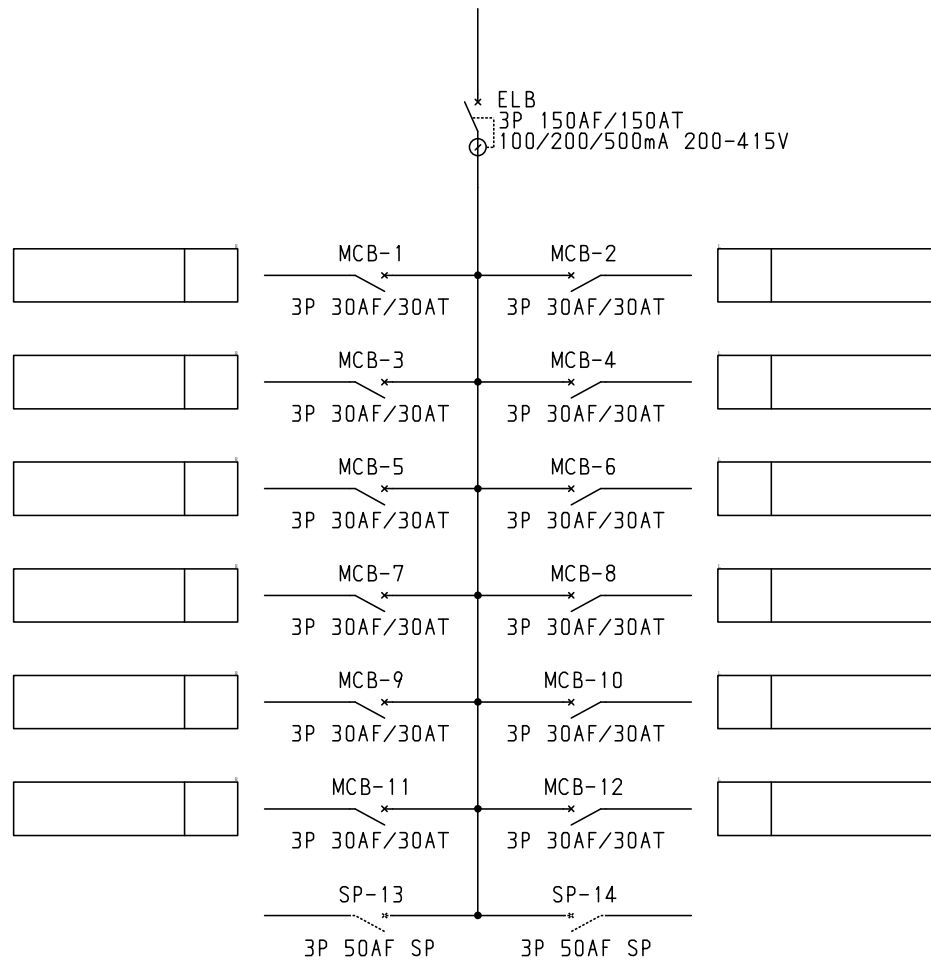 ELB
3P 150AF/150AT
100/200/500mA 200-415V
MCB-1 MCB-2
3P 30AF/30AT 3P 30AF/30AT
MCB-3 MCB-4
3P 30AF/30AT 3P 30AF/30AT
MCB-5 MCB-6
3P 30AF/30AT 3P 30AF/30AT
MCB-7 MCB-8
3P 30AF/30AT 3P 30AF/30AT
MCB-9 MCB-10
3P 30AF/30AT 3P 30AF/30AT
MCB-11 MCB-12
3P 30AF/30AT 3P 30AF/30AT
SP-13 SP-14
3P 50AF SP 3P 50AF SP